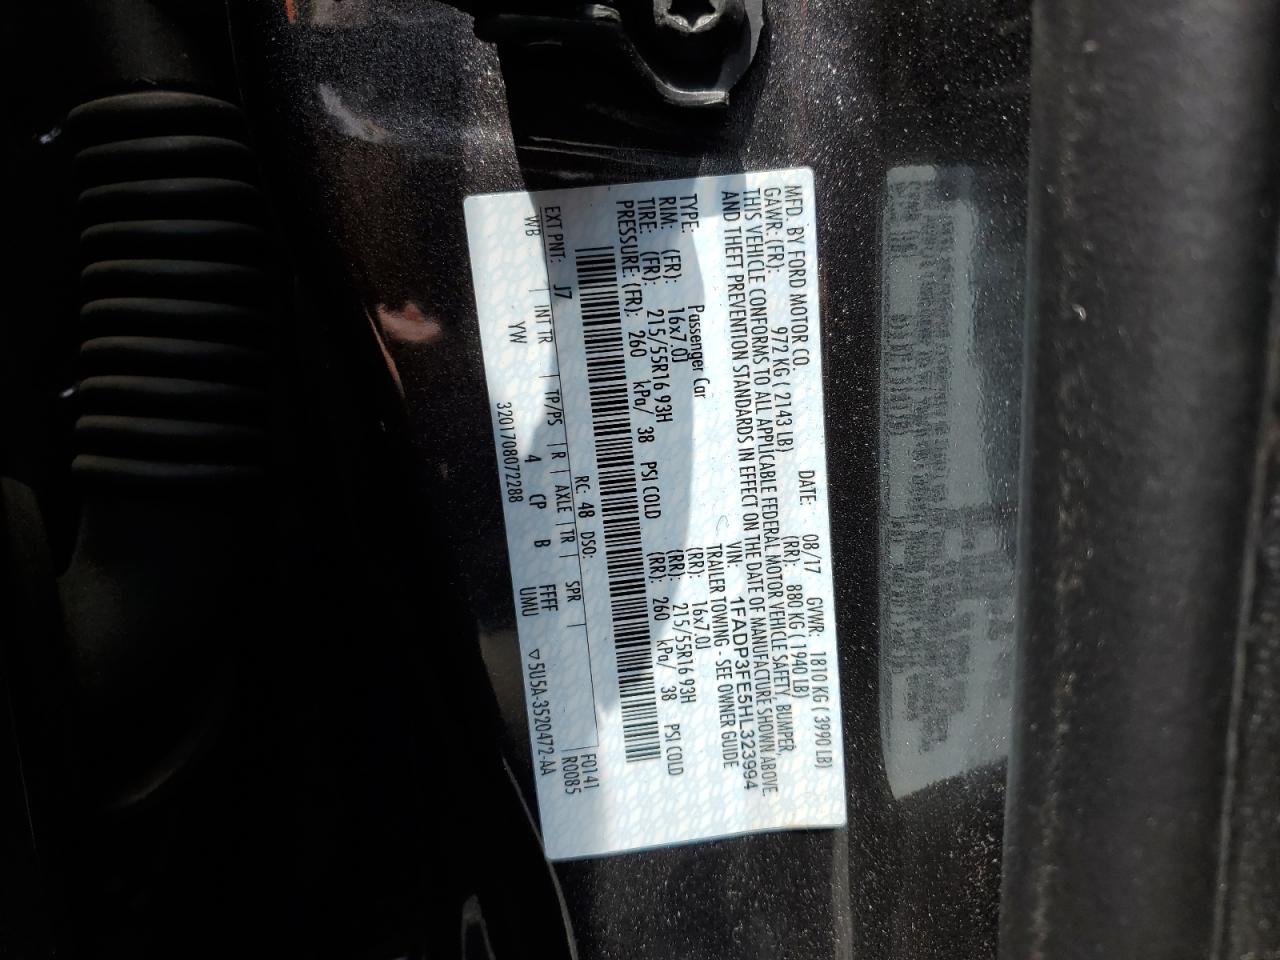 MFD. BY FORD MOTOR CO.
DATE: 08/17 GVWR: 1810 KG ( 3990 LB)
GAWR: (FR): 972 KG ( 2143 LB) (RR): 880 KG ( 1940 LB)
THIS VEHICLE CONFORMS TO ALL APPLICABLE FEDERAL MOTOR VEHICLE SAFETY, BUMPER,
AND THEFT PREVENTION STANDARDS IN EFFECT ON THE DATE OF MANUFACTURE SHOWN ABOVE.
VIN: 1FADP3FE5HL323994
TYPE: Passenger Car TRAILER TOWING - SEE OWNER GUIDE
RIM: (FR): 16x7.0J (RR): 16x7.0J
TIRE: (FR): 215/55R16 93H (RR): 215/55R16 93H
PRESSURE: (FR): 260 kPa/ 38 PSI COLD (RR): 260 kPa/ 38 PSI COLD
EXT PNT: J7 RC: 48 DSO: F0141
WB | INT TR | TP/PS | R | AXLE | TR | SPR | R0085
YW 4 CP B FFFF
3201708072288 UMU ▽5U5A-3520472-AA